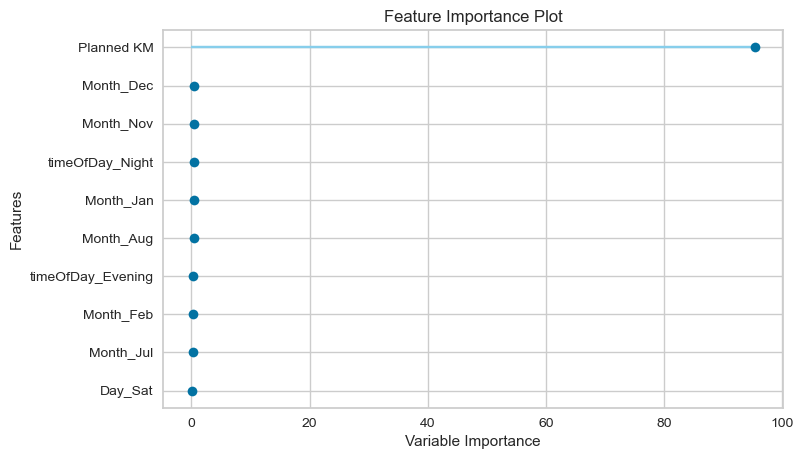 Feature Importance Plot
Planned KM
Month_Dec
Month_Nov
timeOfDay_Night
Month_Jan
Month_Aug
timeOfDay_Evening
Month_Feb
Month_Jul
Day_Sat
Features
0 20 40 60 80 100
Variable Importance